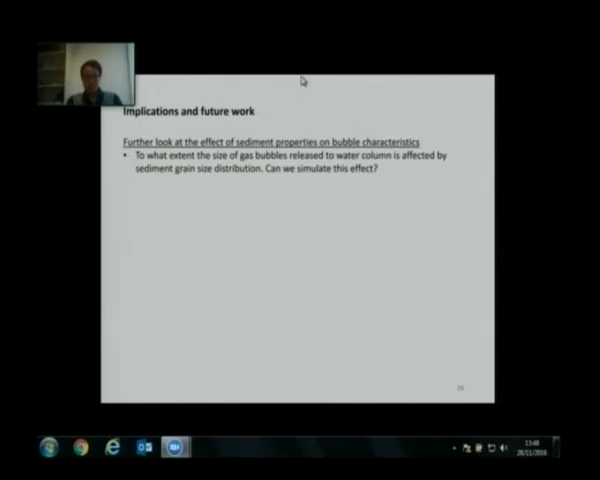 Implications and future work
Further look at the effect of sediment properties on bubble characteristics
• To what extent the size of gas bubbles released to water column is affected by
sediment grain size distribution. Can we simulate this effect?
29
13:48
28/11/2016